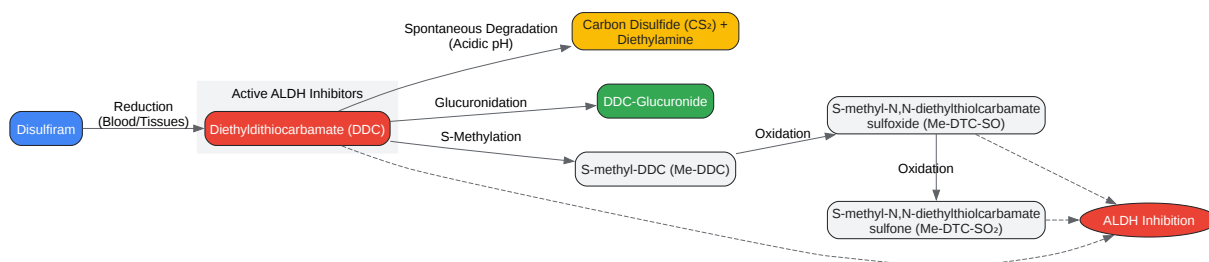 Spontaneous Degradation
(Acidic pH)
Carbon Disulfide (CS₂) +
Diethylamine
Active ALDH Inhibitors
Reduction
(Blood/Tissues)
Disulfiram
Diethyldithiocarbamate (DDC)
Glucuronidation
DDC-Glucuronide
S-Methylation
S-methyl-DDC (Me-DDC)
Oxidation
S-methyl-N,N-diethylthiolcarbamate
sulfoxide (Me-DTC-SO)
Oxidation
S-methyl-N,N-diethylthiolcarbamate
sulfone (Me-DTC-SO₂)
ALDH Inhibition